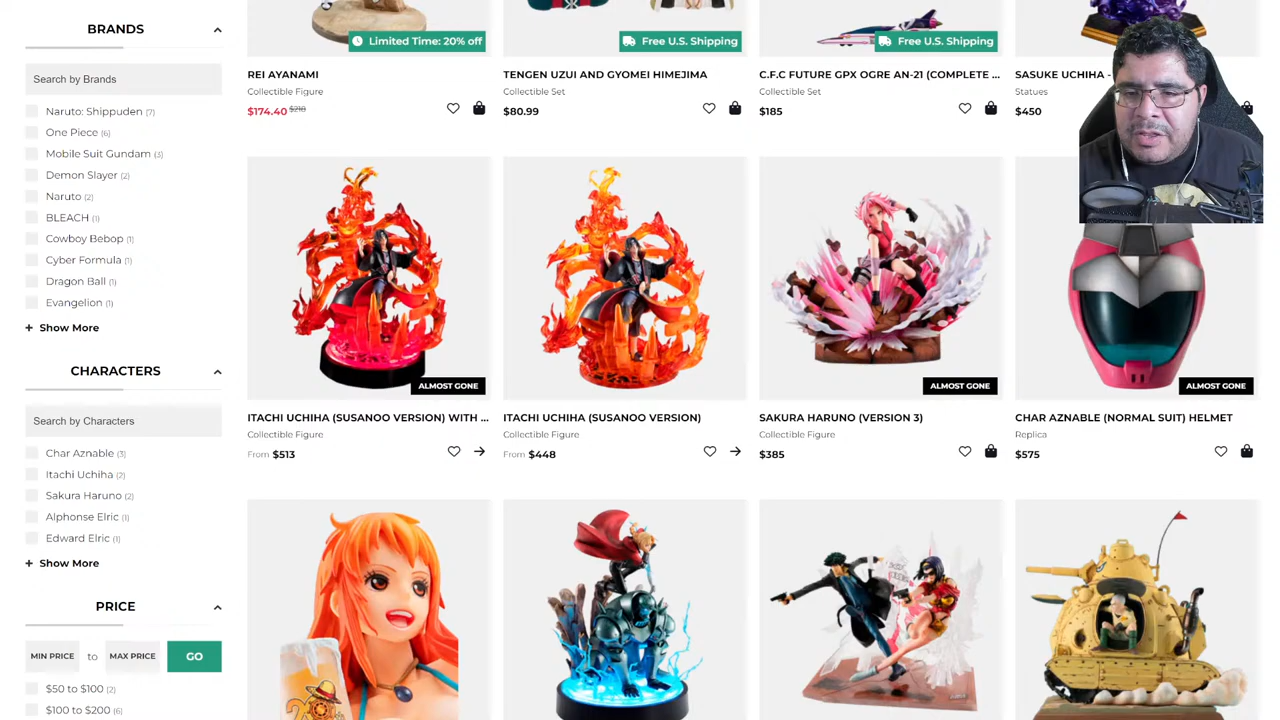 BRANDS
Search by Brands
Naruto: Shippuden (7)
One Piece (6)
Mobile Suit Gundam (3)
Demon Slayer (2)
Naruto (2)
BLEACH (1)
Cowboy Bebop (1)
Cyber Formula (1)
Dragon Ball (1)
Evangelion (1)
+ Show More
CHARACTERS
Search by Characters
Char Aznable (3)
Itachi Uchiha (2)
Sakura Haruno (2)
Alphonse Elric (1)
Edward Elric (1)
+ Show More
PRICE
MIN PRICE to MAX PRICE GO
$50 to $100 (2)
$100 to $200 (6)
Limited Time: 20% off
REI AYANAMI
Collectible Figure
$174.40 $218
Free U.S. Shipping
TENGEN UZUI AND GYOMEI HIMEJIMA
Collectible Set
$80.99
Free U.S. Shipping
C.F.C FUTURE GPX OGRE AN-21 (COMPLETE ...
Collectible Set
$185
SASUKE UCHIHA -
Statues
$450
ALMOST GONE
ITACHI UCHIHA (SUSANOO VERSION) WITH ...
Collectible Figure
From $513
ITACHI UCHIHA (SUSANOO VERSION)
Collectible Figure
From $448
ALMOST GONE
SAKURA HARUNO (VERSION 3)
Collectible Figure
$385
ALMOST GONE
CHAR AZNABLE (NORMAL SUIT) HELMET
Replica
$575